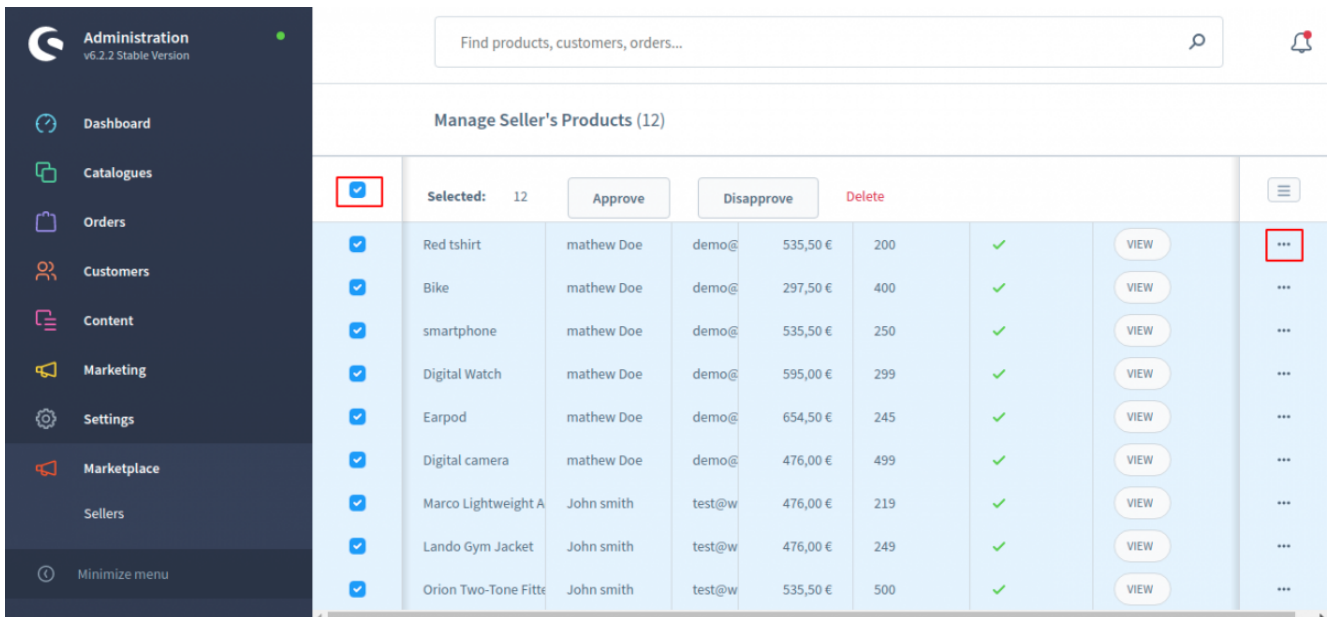 Administration
v6.2.2 Stable Version
Find products, customers, orders...
Dashboard
Catalogues
Orders
Customers
Content
Marketing
Settings
Marketplace
Sellers
Minimize menu
Manage Seller's Products (12)
Selected: 12 Approve Disapprove Delete
Red tshirt mathew Doe demo@ 535,50 € 200 VIEW
Bike mathew Doe demo@ 297,50 € 400 VIEW
smartphone mathew Doe demo@ 535,50 € 250 VIEW
Digital Watch mathew Doe demo@ 595,00 € 299 VIEW
Earpod mathew Doe demo@ 654,50 € 245 VIEW
Digital camera mathew Doe demo@ 476,00 € 499 VIEW
Marco Lightweight A John smith test@w 476,00 € 219 VIEW
Lando Gym Jacket John smith test@w 476,00 € 249 VIEW
Orion Two-Tone Fitte John smith test@w 535,50 € 500 VIEW